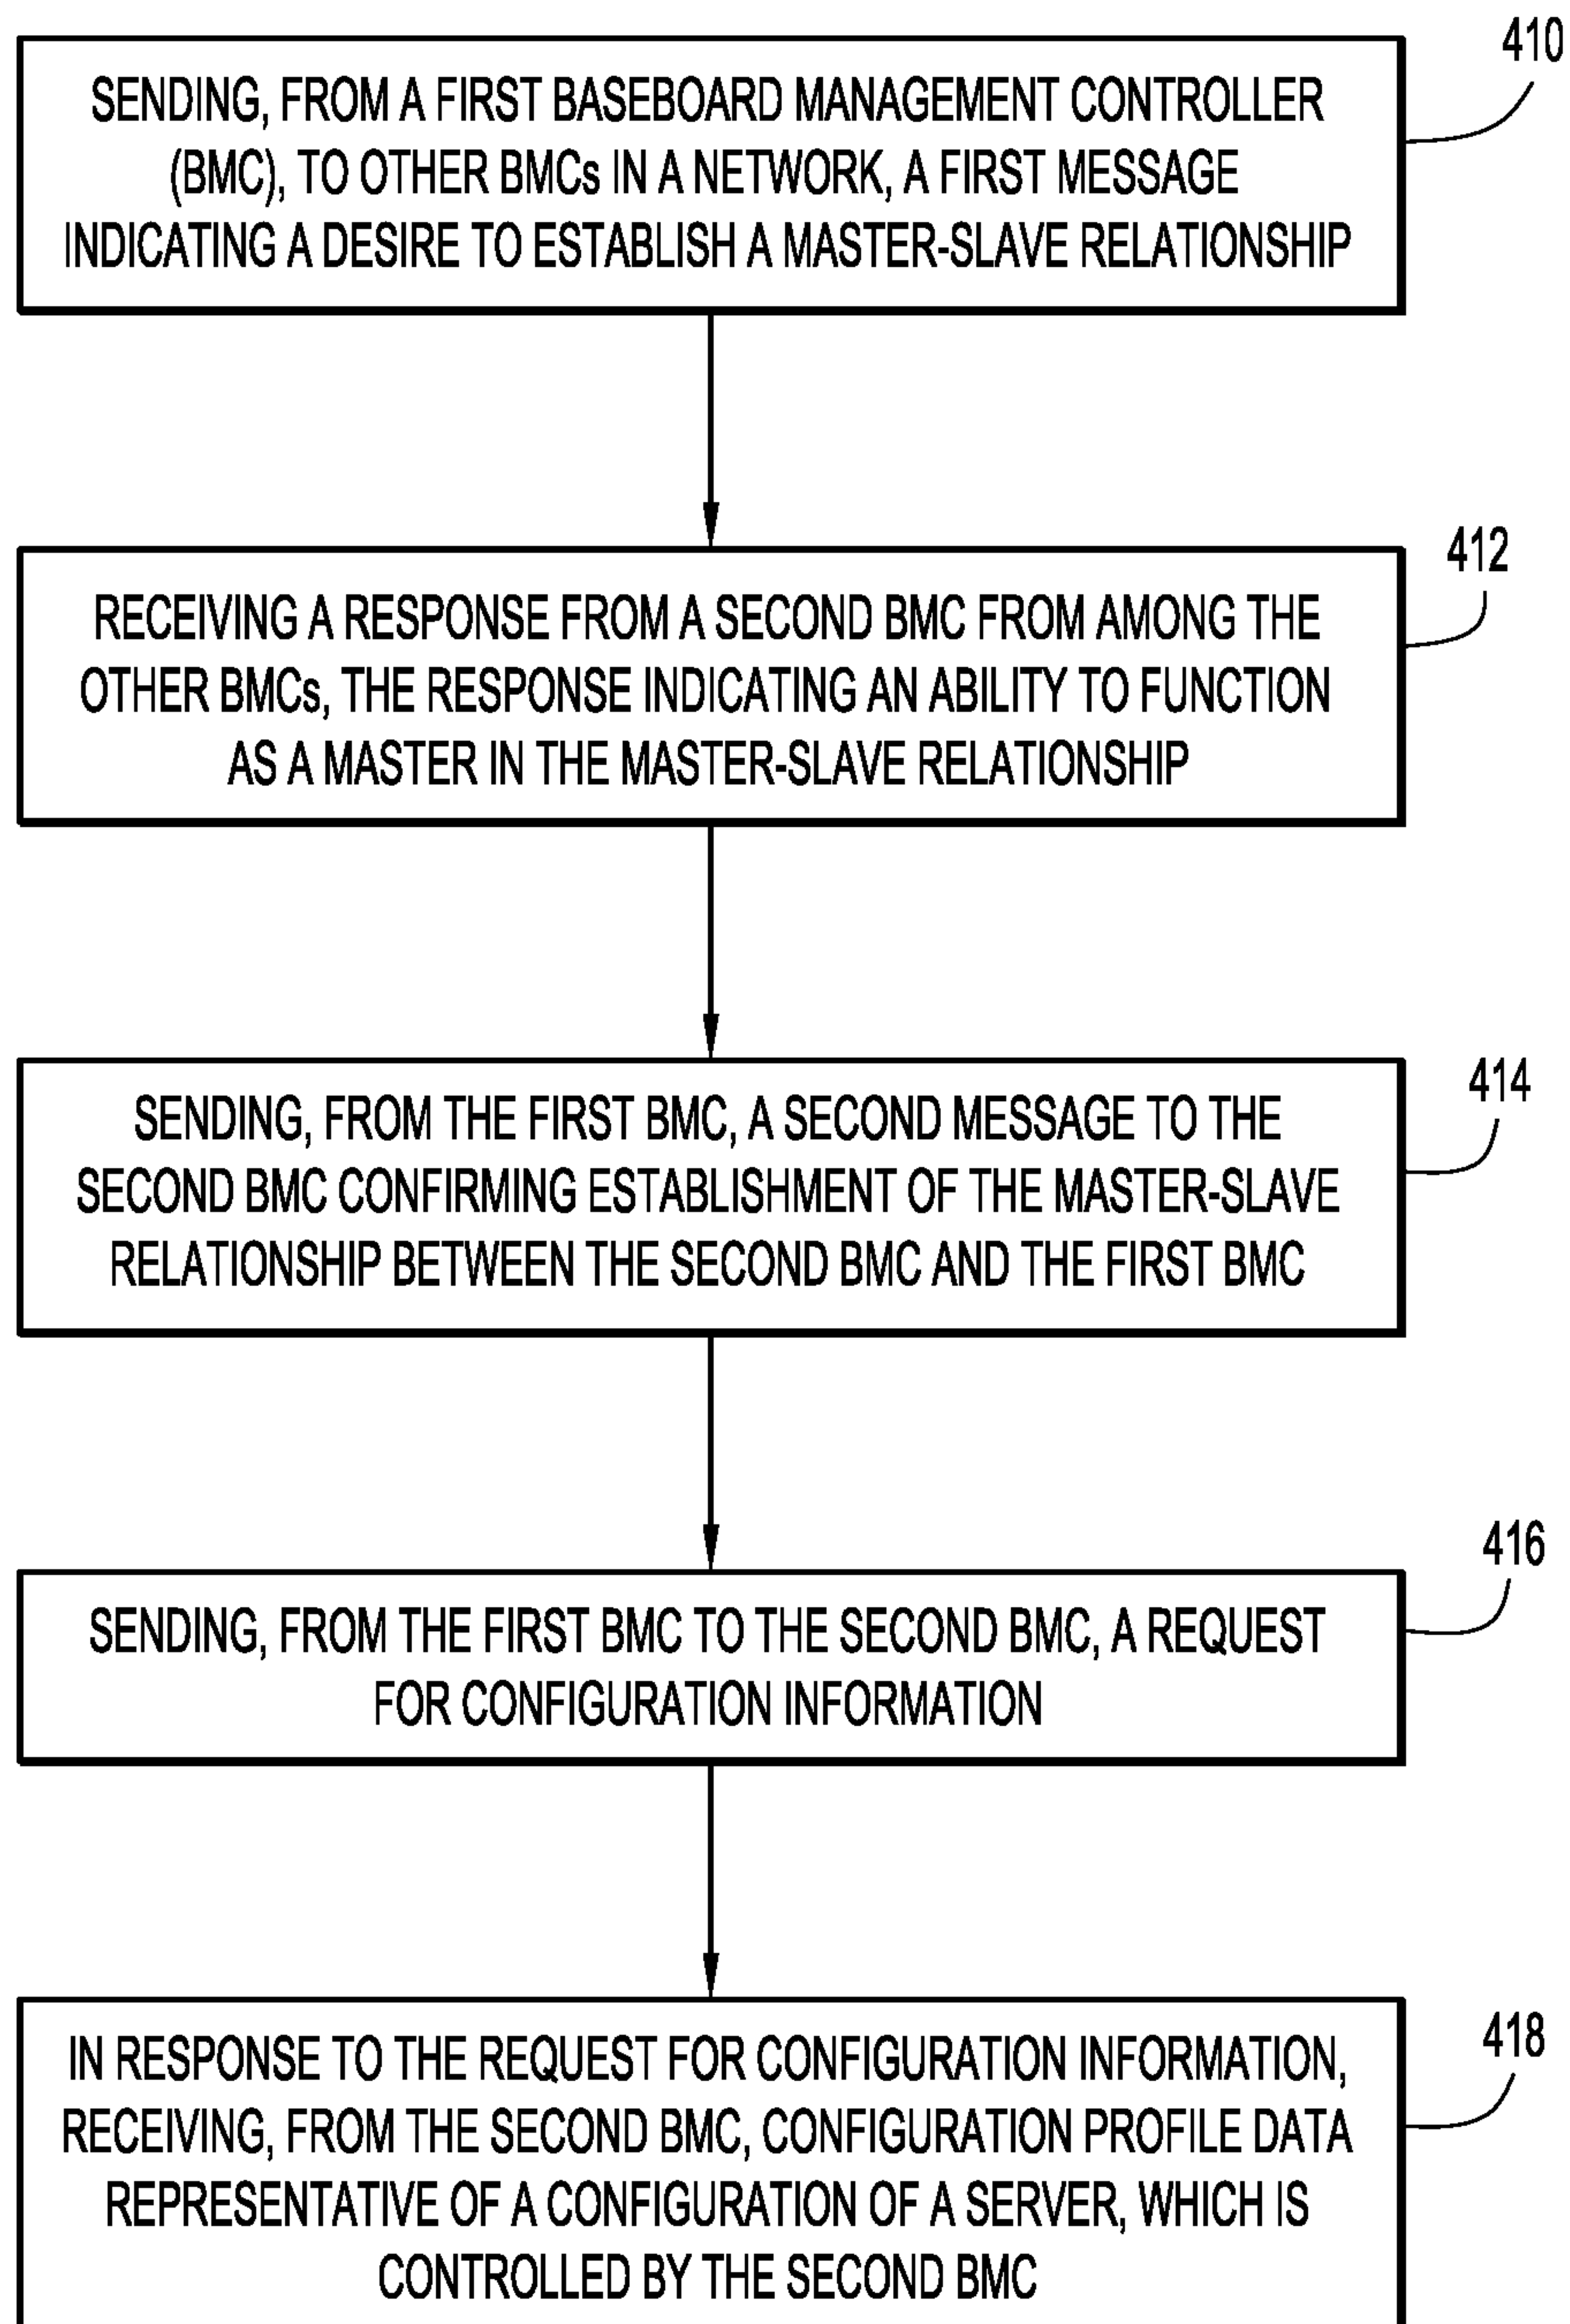 410
SENDING, FROM A FIRST BASEBOARD MANAGEMENT CONTROLLER
(BMC), TO OTHER BMCs IN A NETWORK, A FIRST MESSAGE
INDICATING A DESIRE TO ESTABLISH A MASTER-SLAVE RELATIONSHIP
412
RECEIVING A RESPONSE FROM A SECOND BMC FROM AMONG THE
OTHER BMCs, THE RESPONSE INDICATING AN ABILITY TO FUNCTION
AS A MASTER IN THE MASTER-SLAVE RELATIONSHIP
414
SENDING, FROM THE FIRST BMC, A SECOND MESSAGE TO THE
SECOND BMC CONFIRMING ESTABLISHMENT OF THE MASTER-SLAVE
RELATIONSHIP BETWEEN THE SECOND BMC AND THE FIRST BMC
416
SENDING, FROM THE FIRST BMC TO THE SECOND BMC, A REQUEST
FOR CONFIGURATION INFORMATION
418
IN RESPONSE TO THE REQUEST FOR CONFIGURATION INFORMATION,
RECEIVING, FROM THE SECOND BMC, CONFIGURATION PROFILE DATA
REPRESENTATIVE OF A CONFIGURATION OF A SERVER, WHICH IS
CONTROLLED BY THE SECOND BMC